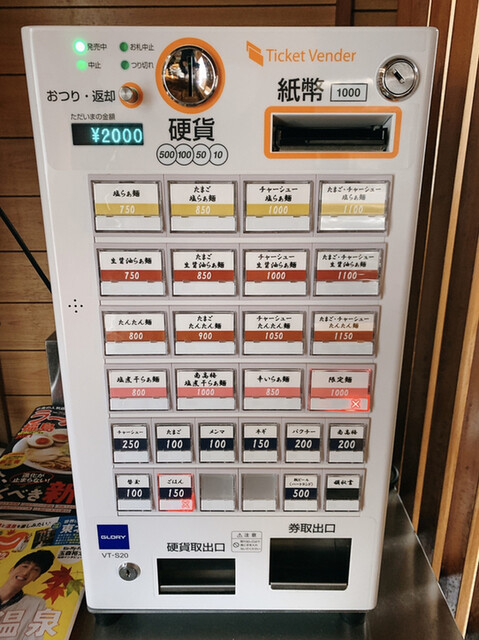 発売中
お札中止
中止
つり切れ
Ticket Vender
おつり・返却
ただいまの金額
¥2000
硬貨
500 100 50 10
紙幣 1000
塩らぁ麺
750
たまご
塩らぁ麺
850
チャーシュー
塩らぁ麺
1000
たまご・チャーシュー
塩らぁ麺
1100
生醤油らぁ麺
750
たまご
生醤油らぁ麺
850
チャーシュー
生醤油らぁ麺
1000
たまご・チャーシュー
生醤油らぁ麺
1100
たんたん麺
800
たまご
たんたん麺
900
チャーシュー
たんたん麺
1050
たまご・チャーシュー
たんたん麺
1150
塩煮干らぁ麺
800
南高梅
塩煮干らぁ麺
1000
辛いらぁ麺
850
限定麺
1000
チャーシュー
250
たまご
100
メンマ
100
ネギ
150
パクチー
200
南高梅
200
替玉
100
ごはん
150
500
領収書
GLORY
VT-S20
硬貨取出口
注意
券取出口
温泉